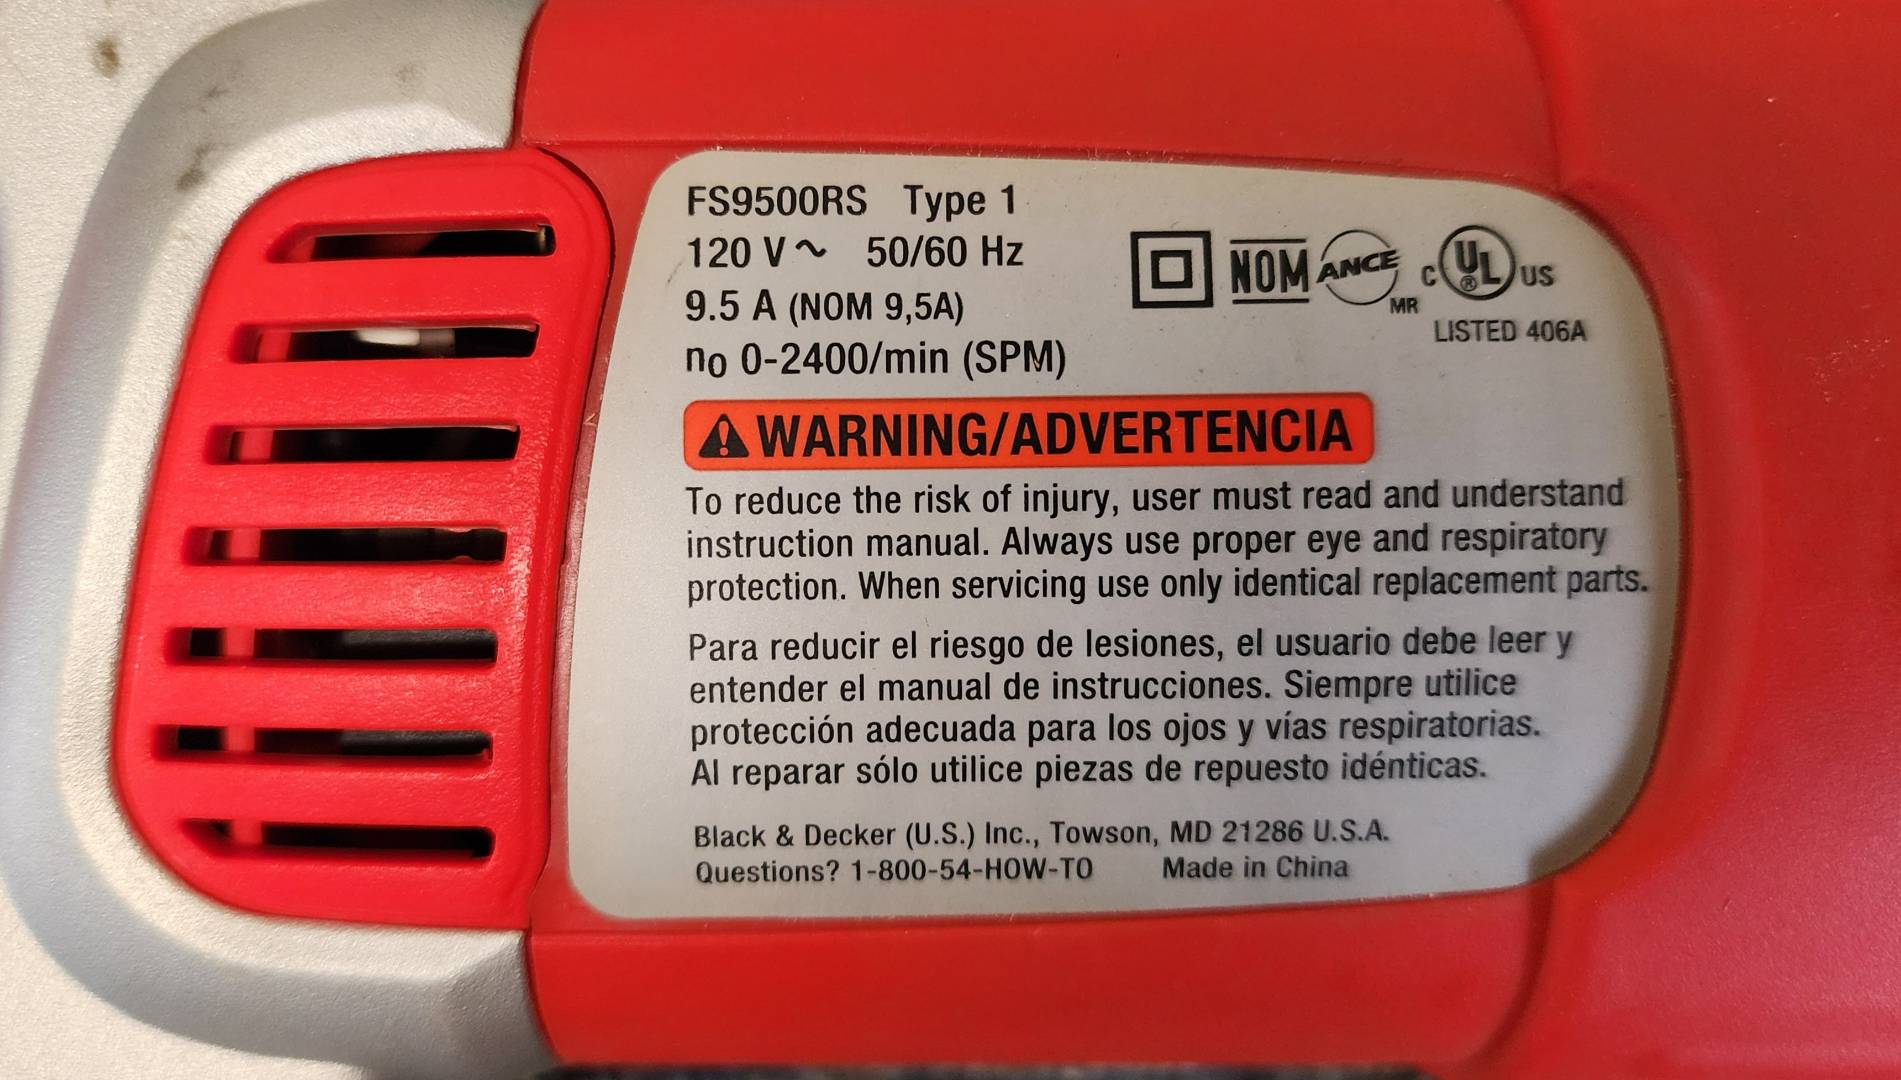 FS9500RS Type 1
120 V ~ 50/60 Hz
9.5 A (NOM 9,5A)
no 0-2400/min (SPM)
NOM ANCE MR
C UL® US
LISTED 406A
WARNING/ADVERTENCIA
To reduce the risk of injury, user must read and understand
instruction manual. Always use proper eye and respiratory
protection. When servicing use only identical replacement parts.
Para reducir el riesgo de lesiones, el usuario debe leer y
entender el manual de instrucciones. Siempre utilice
protección adecuada para los ojos y vías respiratorias.
Al reparar sólo utilice piezas de repuesto idénticas.
Black & Decker (U.S.) Inc., Towson, MD 21286 U.S.A.
Questions? 1-800-54-HOW-TO Made in China